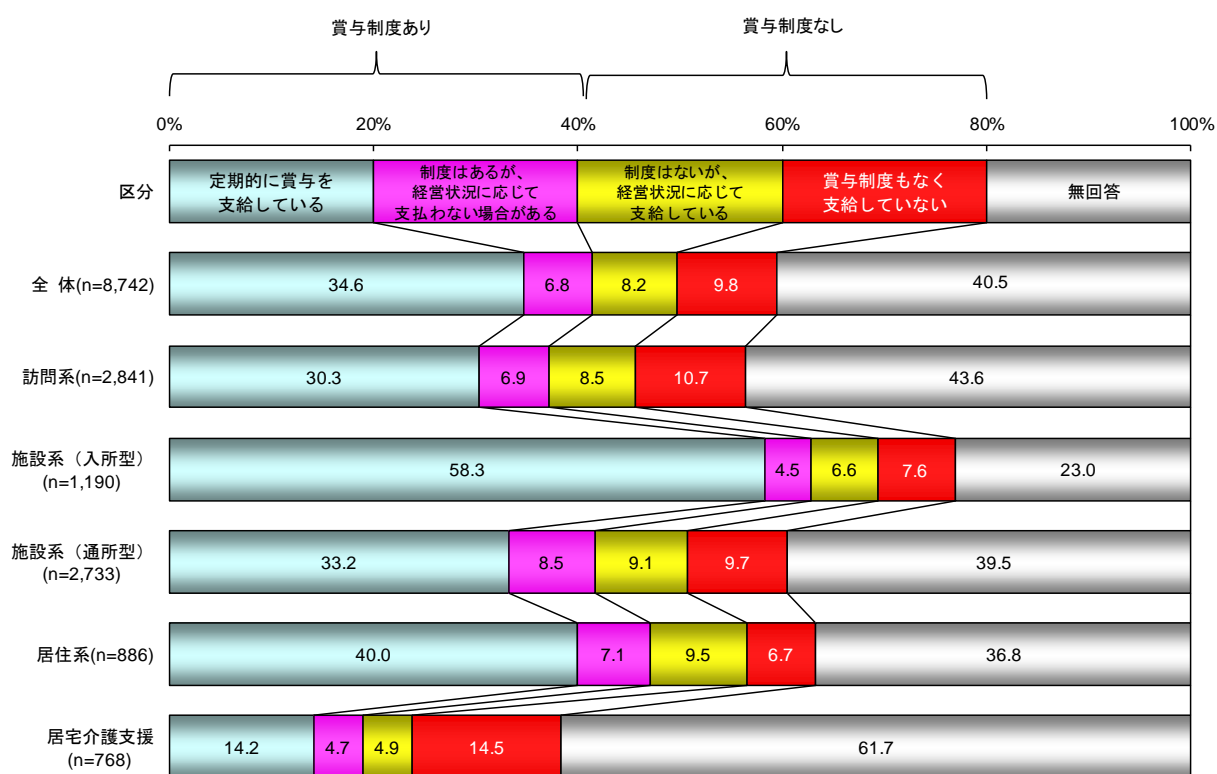 賞与制度あり
賞与制度なし
0%
20%
40%
60%
80%
100%
区分
定期的に賞与を
支給している
制度はあるが、
経営状況に応じて
支払わない場合がある
制度はないが、
経営状況に応じて
支給している
賞与制度もなく
支給していない
無回答
全 体(n=8,742)
34.6
6.8
8.2
9.8
40.5
訪問系(n=2,841)
30.3
6.9
8.5
10.7
43.6
施設系（入所型）
(n=1,190)
58.3
4.5
6.6
7.6
23.0
施設系（通所型）
(n=2,733)
33.2
8.5
9.1
9.7
39.5
居住系(n=886)
40.0
7.1
9.5
6.7
36.8
居宅介護支援
(n=768)
14.2
4.7
4.9
14.5
61.7